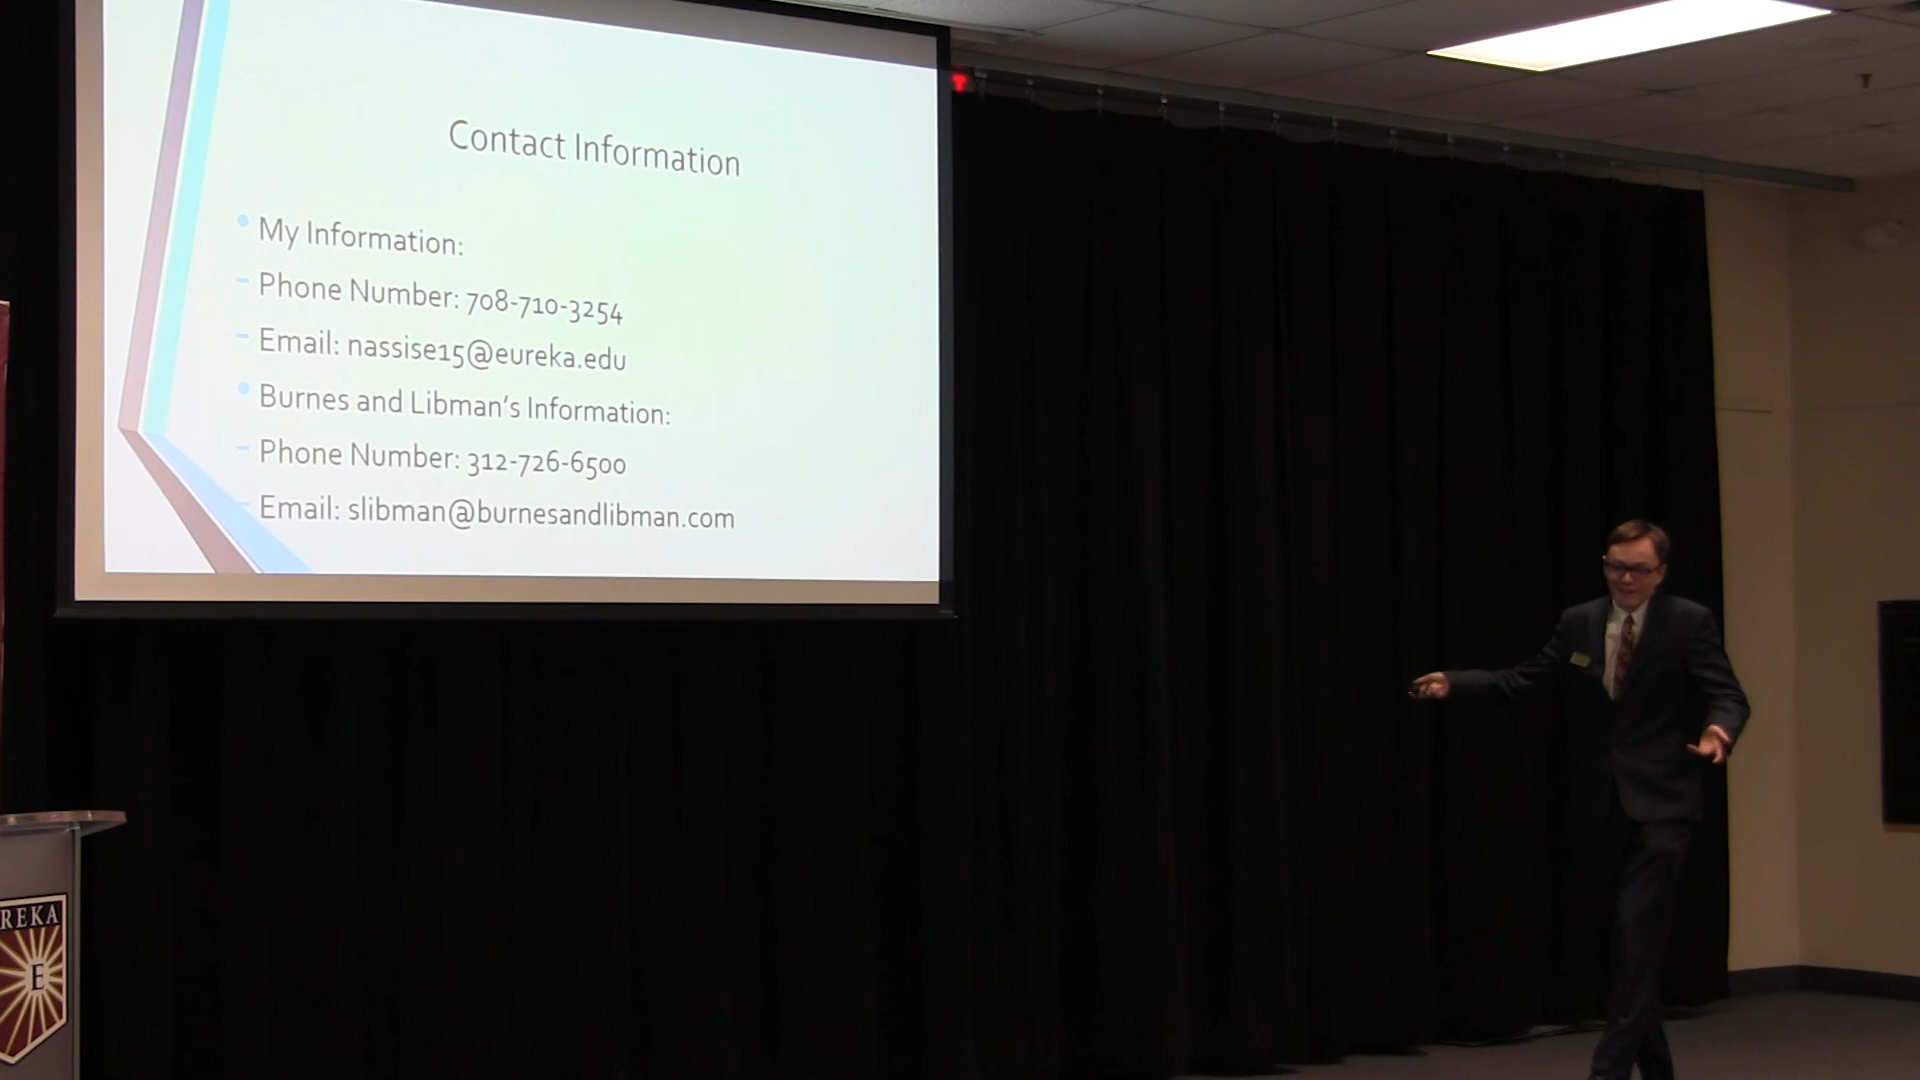 Contact Information
My Information:
Phone Number: 708-710-3254
Email: nassise15@eureka.edu
Burnes and Libman's Information:
Phone Number: 312-726-6500
Email: slibman@burnesandlibman.com
REKA
E